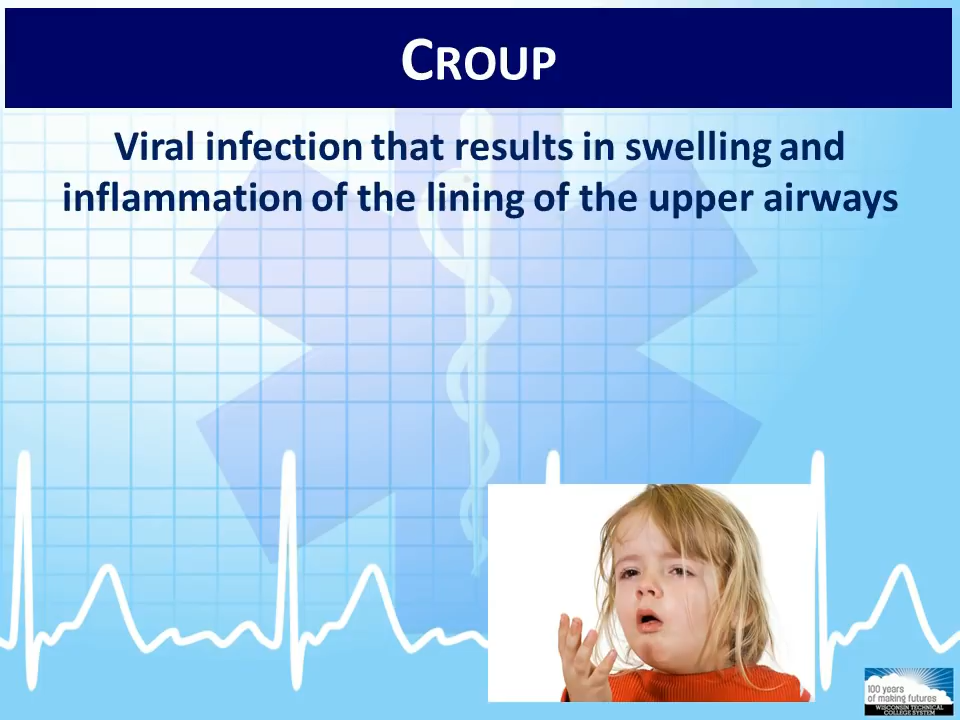 CROUP
Viral infection that results in swelling and
inflammation of the lining of the upper airways
100 years
of making futures
WISCONSIN TECHNICAL
COLLEGE SYSTEM